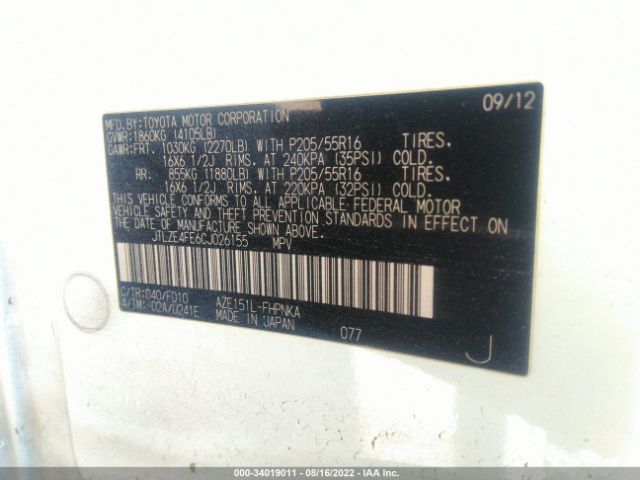 09/12
MFD.BY:TOYOTA MOTOR CORPORATION
GVWR:1860KG (4105LB)
GAWR:FRT. 1030KG (2270LB) WITH P205/55R16 TIRES.
16X6 1/2J RIMS. AT 240KPA (35PSI) COLD.
RR. 855KG (1880LB) WITH P205/55R16 TIRES.
16X6 1/2J RIMS. AT 220KPA (32PSI) COLD.
THIS VEHICLE CONFORMS TO ALL APPLICABLE FEDERAL MOTOR
VEHICLE SAFETY AND THEFT PREVENTION STANDARDS IN EFFECT ON
THE DATE OF MANUFACTURE SHOWN ABOVE.
JTLZE4FE6CJ026155 MPV
C/TR:040/FD10 AZE151L-FHPNKA
A/TM:-02A/U241E MADE IN JAPAN 077
J
000-34019011 - 08/16/2022 - IAAI.com